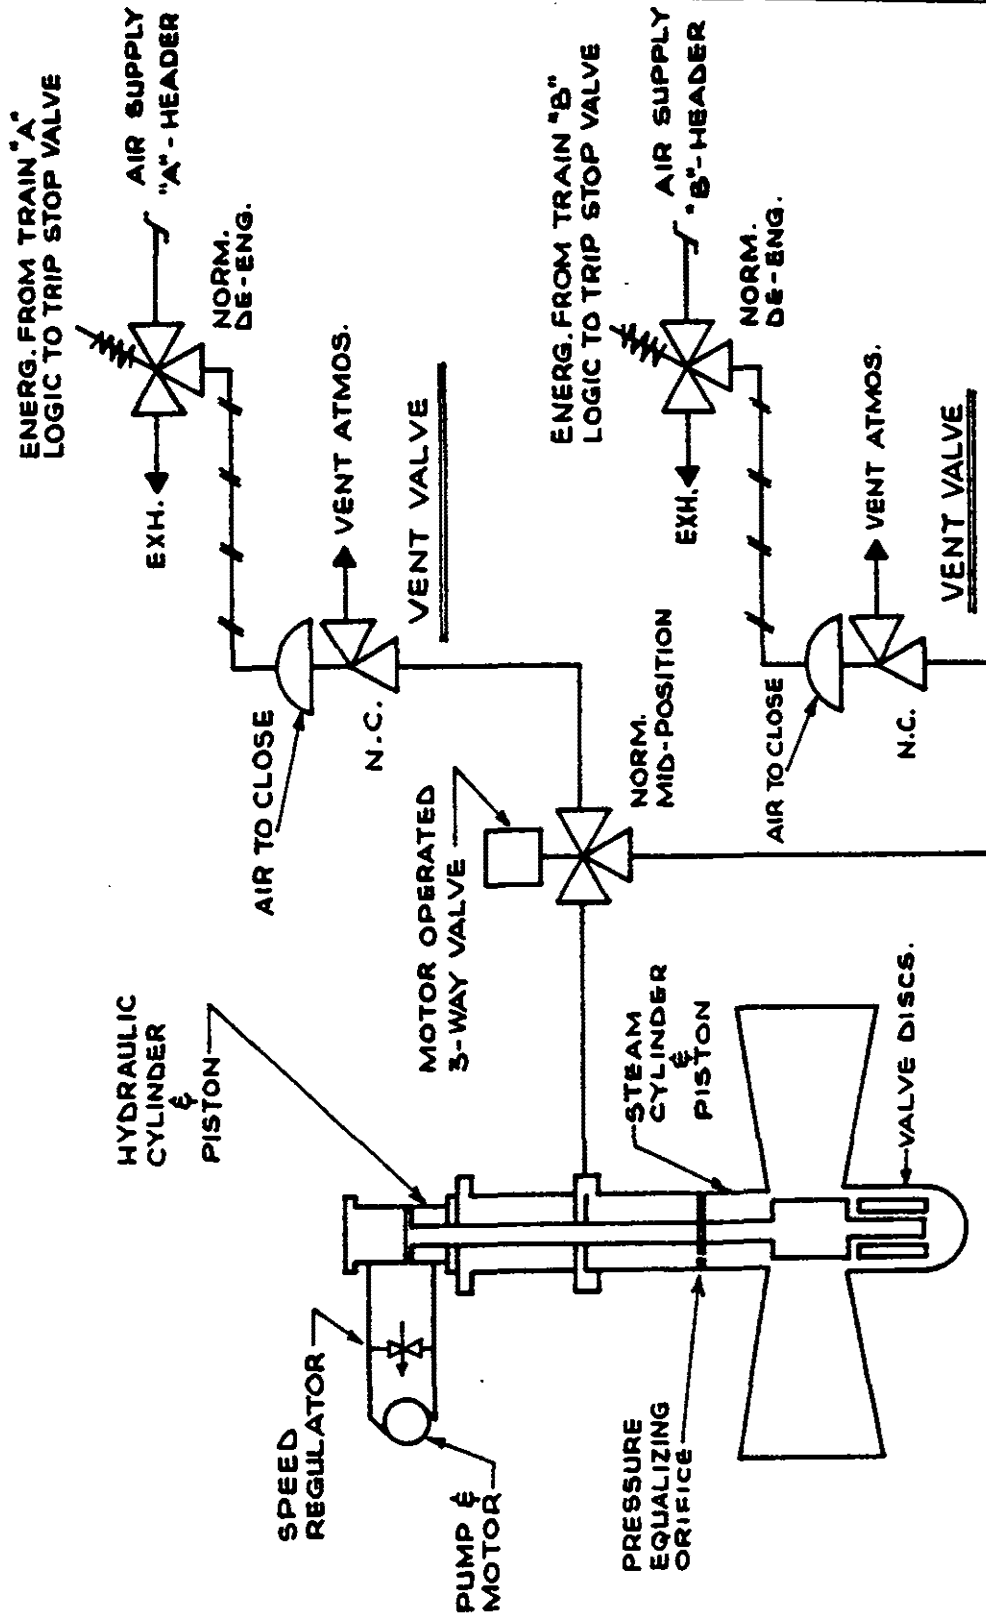 ENERG. FROM TRAIN "A"
LOGIC TO TRIP STOP VALVE
AIR SUPPLY
"A"-HEADER
NORM.
DE-ENG.
EXH.
VENT ATMOS.
VENT VALVE
AIR TO CLOSE
N.C.
ENERG. FROM TRAIN "B"
LOGIC TO TRIP STOP VALVE
AIR SUPPLY
"B"-HEADER
NORM.
DE-ENG.
EXH.
VENT ATMOS.
VENT VALVE
AIR TO CLOSE
N.C.
MOTOR OPERATED
3-WAY VALVE
NORM.
MID-POSITION
HYDRAULIC
CYLINDER
&
PISTON
STEAM
CYLINDER
&
PISTON
VALVE DISCS.
SPEED
REGULATOR
PUMP &
MOTOR
PRESSURE
EQUALIZING
ORIFICE